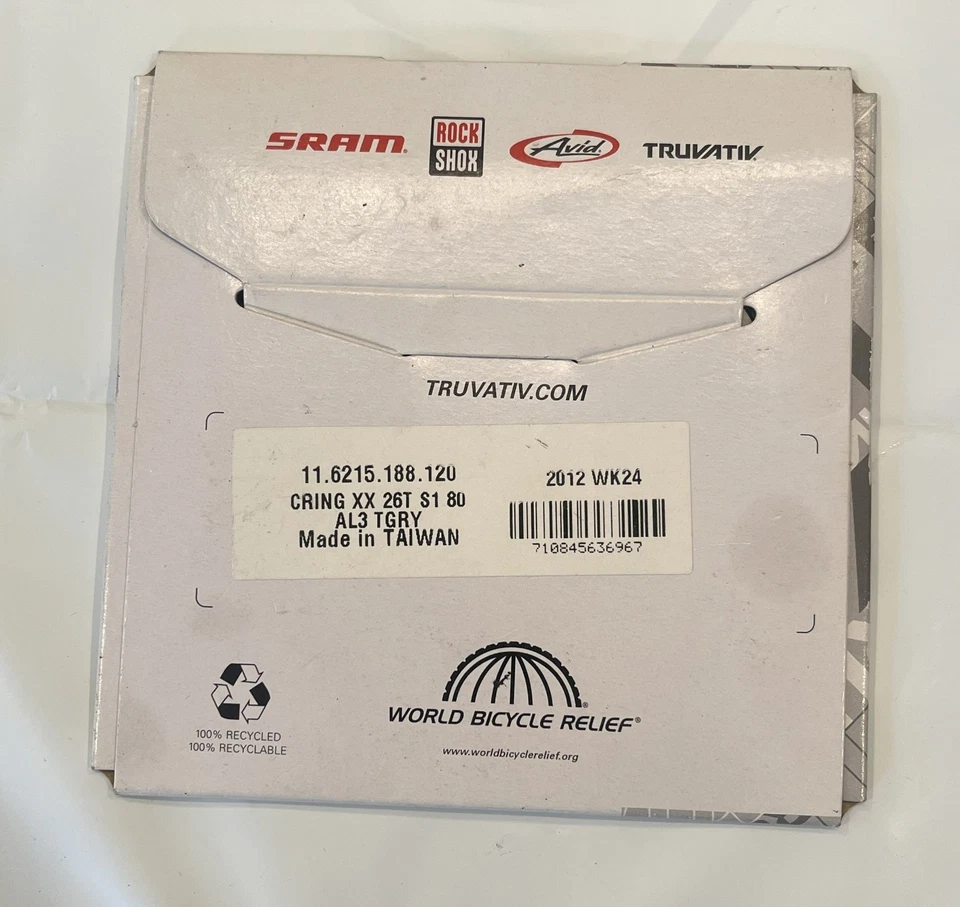 SRAM®
ROCK
SHOX
Avid®
TRUVATIV®
TRUVATIV.COM
11.6215.188.120
CRING XX 26T S1 80
AL3 TGRY
Made in TAIWAN
2012 WK24
710845636967
100% RECYCLED
100% RECYCLABLE
WORLD BICYCLE RELIEF®
www.worldbicyclerelief.org